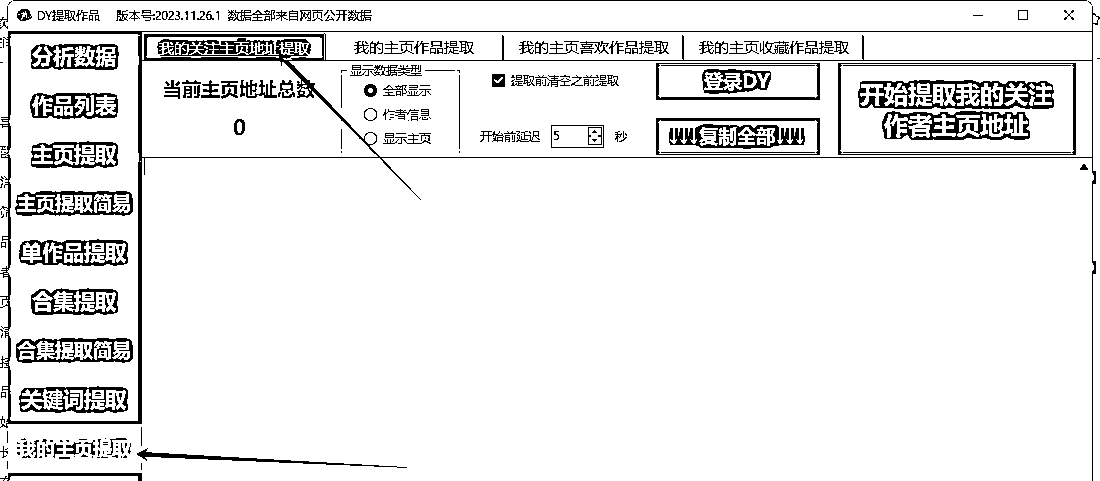 DY提取作品 版本号:2023.11.26.1 数据全部来自网页公开数据
分析数据
作品列表
主页提取
主页提取简易
单作品提取
合集提取
合集提取简易
关键词提取
我的主页提取
我的关注主页地址提取 我的主页作品提取 我的主页喜欢作品提取 我的主页收藏作品提取
当前主页地址总数
0
显示数据类型
全部显示
作者信息
显示主页
提取前清空之前提取
开始前延迟 5 秒
登录DY
复制全部
开始提取我的关注
作者主页地址